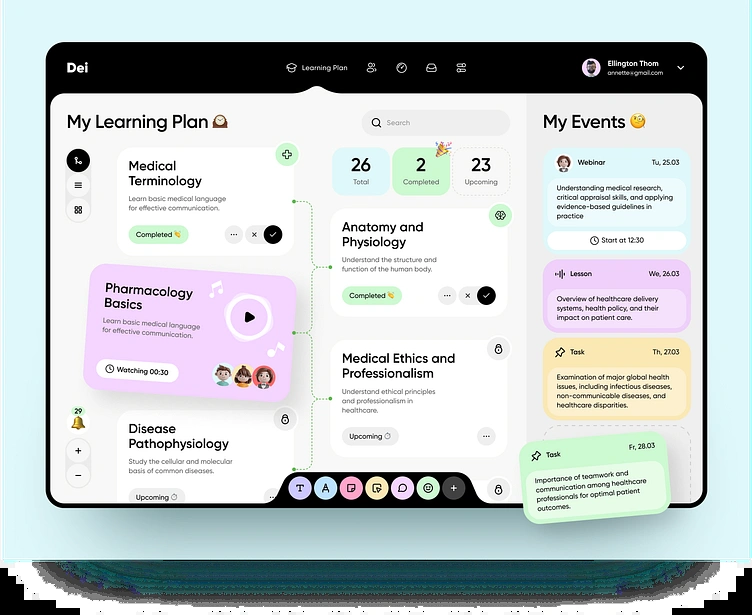 Dei
Learning Plan
Ellington Thom
annette@gmail.com
My Learning Plan
Search
My Events
Medical
Terminology
Learn basic medical language
for effective communication.
Completed
26
Total
2
Completed
23
Upcoming
Anatomy and
Physiology
Understand the structure and
function of the human body.
Completed
Pharmacology
Basics
Learn basic medical language
for effective communication.
Watching 00:30
Medical Ethics and
Professionalism
Understand ethical principles
and professionalism in
healthcare.
Upcoming
29
Disease
Pathophysiology
Study the cellular and molecular
basis of common diseases.
Upcoming
T
A
Webinar
Tu, 25.03
Understanding medical research,
critical appraisal skills, and applying
evidence-based guidelines in
practice
Start at 12:30
Lesson
We, 26.03
Overview of healthcare delivery
systems, health policy, and their
impact on patient care.
Task
Th, 27.03
Examination of major global health
issues, including infectious diseases,
non-communicable diseases, and
healthcare disparities.
Task
Fr, 28.03
Importance of teamwork and
communication among healthcare
professionals for optimal patient
outcomes.